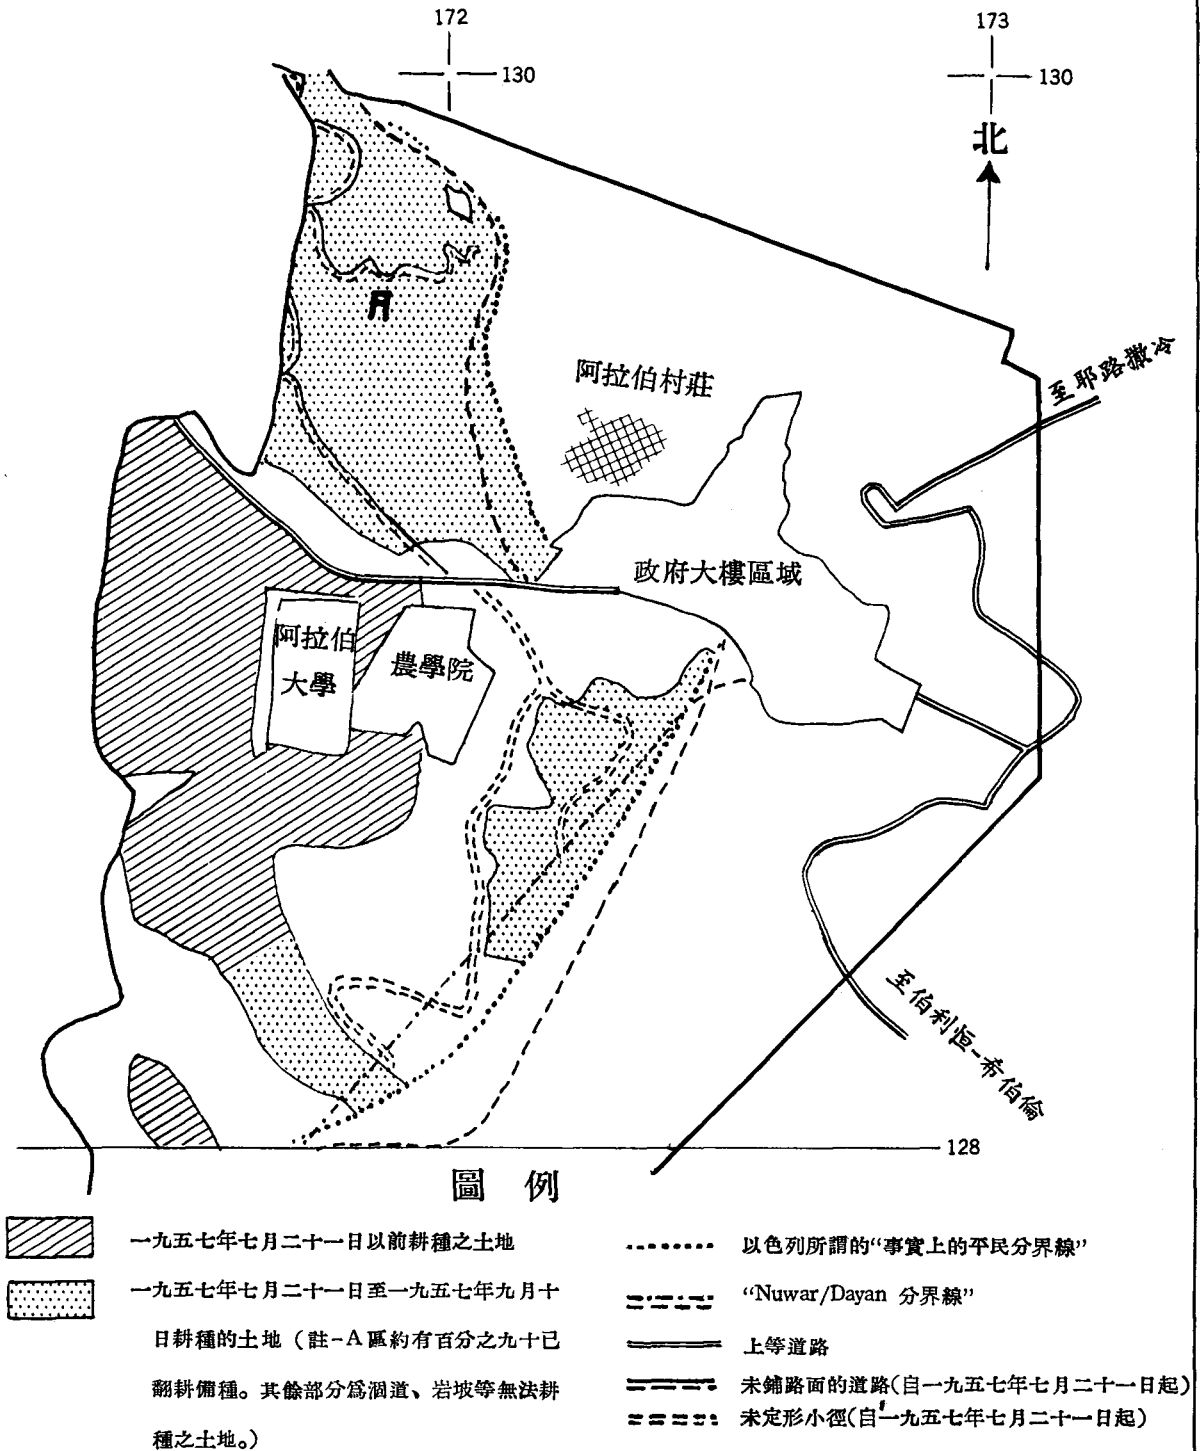 172
173
130
130
北
A
至耶路撒冷
阿拉伯村莊
政府大樓區域
阿拉伯
大學
農學院
至伯利恒-希伯倫
128
圖 例
一九五七年七月二十一日以前耕種之土地
一九五七年七月二十一日至一九五七年九月十
日耕種的土地（註-A區約有百分之九十已
翻耕備種。其餘部分爲涸道、岩坡等無法耕
種之土地。）
以色列所謂的“事實上的平民分界線”
“Nuwar/Dayan 分界線”
上等道路
未鋪路面的道路(自一九五七年七月二十一日起)
未定形小徑(自一九五七年七月二十一日起)